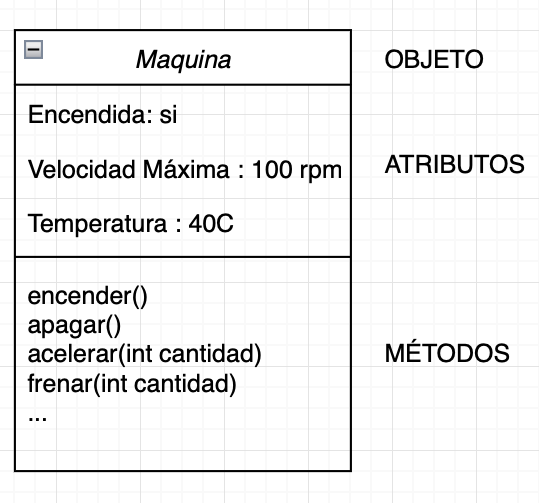 Maquina OBJETO
Encendida: si
Velocidad Máxima : 100 rpm ATRIBUTOS
Temperatura : 40C
encender()
apagar()
acelerar(int cantidad) MÉTODOS
frenar(int cantidad)
...